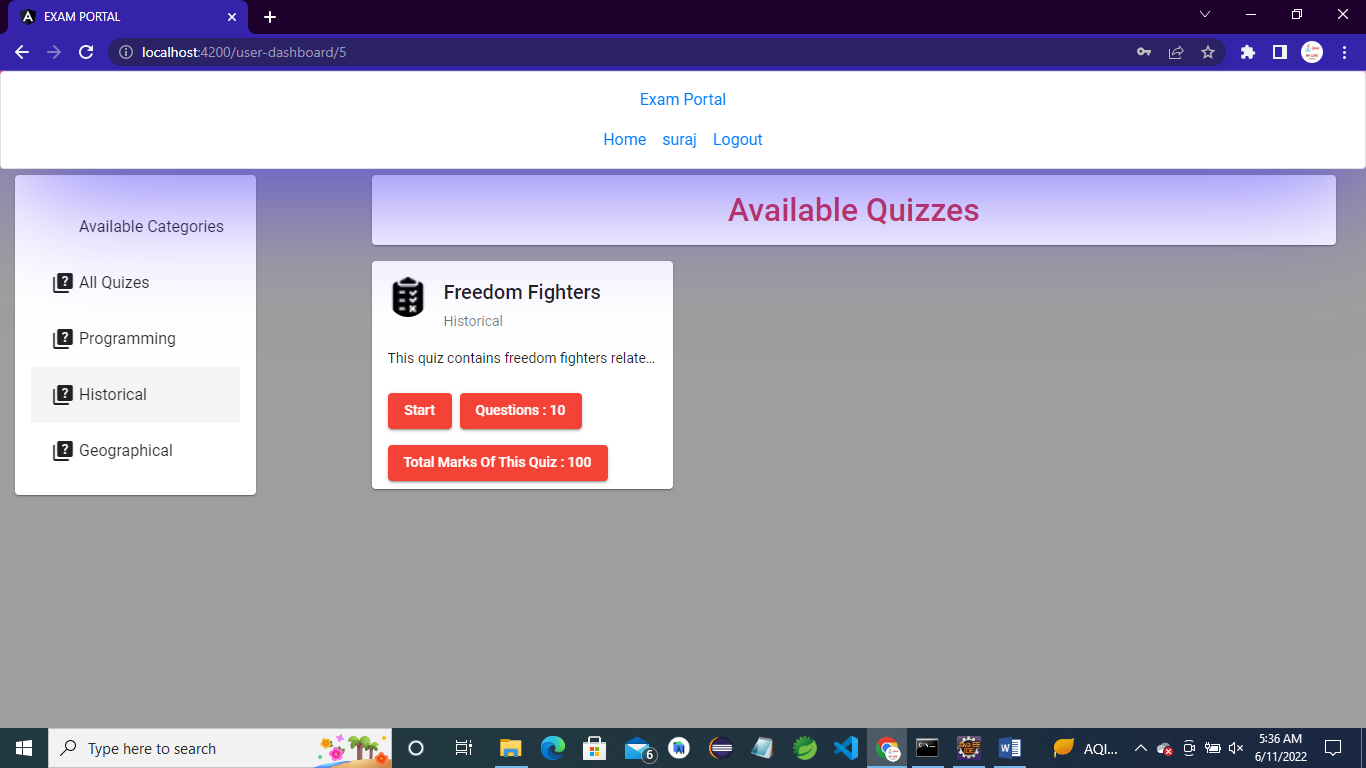 EXAM PORTAL
localhost:4200/user-dashboard/5
Exam Portal
Home suraj Logout
Available Categories
All Quizes
Programming
Historical
Geographical
Available Quizzes
Freedom Fighters
Historical
This quiz contains freedom fighters relate...
Start Questions : 10
Total Marks Of This Quiz : 100
Type here to search
6
AQI...
5:36 AM
6/11/2022